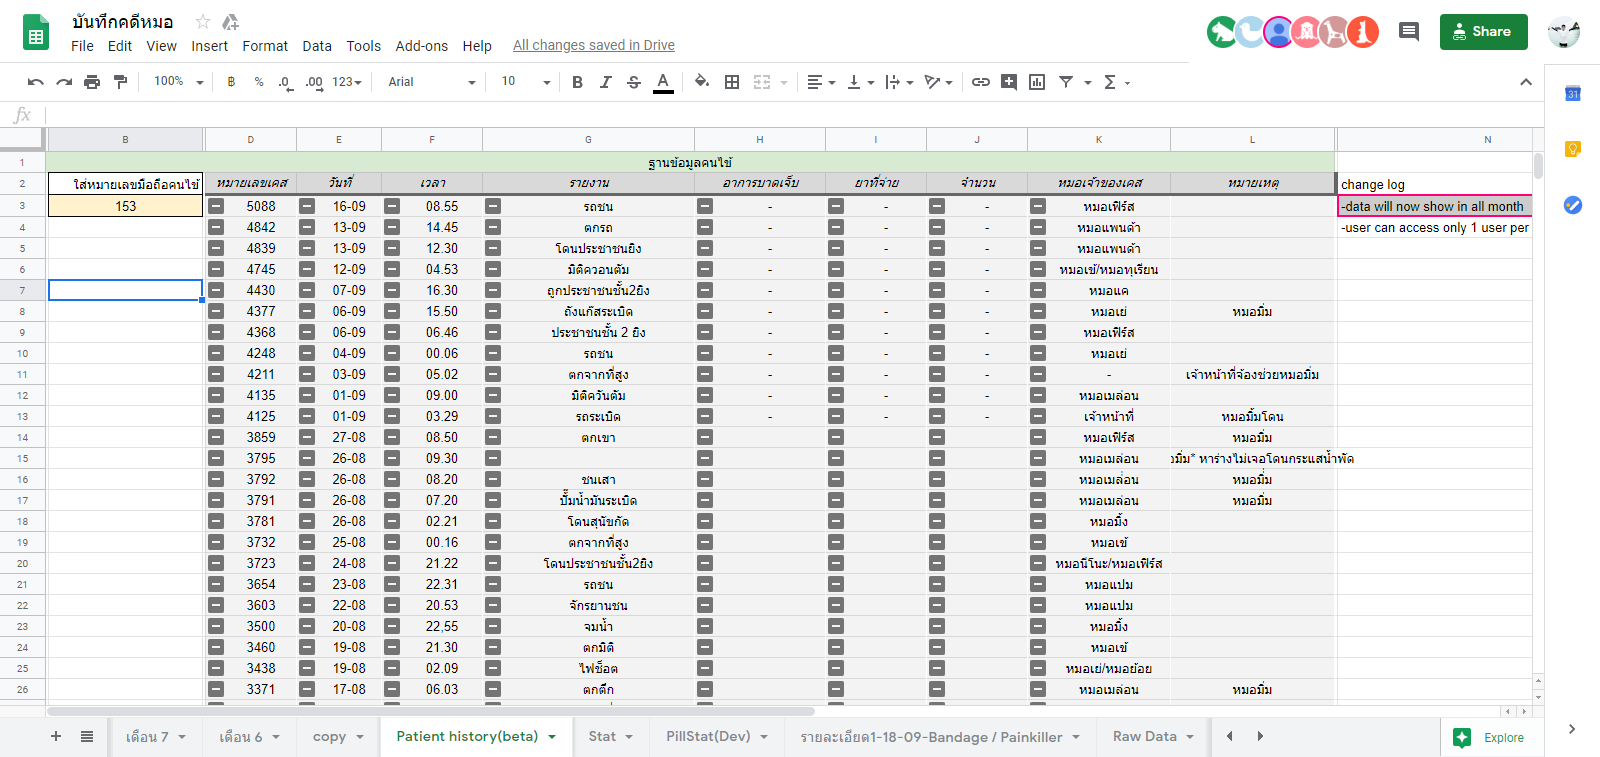 บันทึกคดีหมอ
File Edit View Insert Format Data Tools Add-ons Help All changes saved in Drive
Share
100% ฿ % .0 .00 123 Arial 10 B I S A
fx
B D E F G H I J K L N
1 ฐานข้อมูลคนไข้
2 ใส่หมายเลขมือถือคนไข้ หมายเลขเคส วันที่ เวลา รายงาน อาการบาดเจ็บ ยาที่จ่าย จำนวน หมอเจ้าของเคส หมายเหตุ change log
3 153 5088 16-09 08.55 รถชน - - - หมอเฟิร์ส -data will now show in all month
4 4842 13-09 14.45 ตกรถ - - - หมอแพนด้า -user can access only 1 user per
5 4839 13-09 12.30 โดนประชาชนยิง - - - หมอแพนด้า
6 4745 12-09 04.53 มิติควอนตัม - - - หมอเข้/หมอทุเรียน
7 4430 07-09 16.30 ถูกประชาชนชั้น2ยิง - - - หมอแค
8 4377 06-09 15.50 ถังแก๊สระเบิด - - - หมอเย่ หมอมิ่ม
9 4368 06-09 06.46 ประชาชนชั้น 2 ยิง - - - หมอเฟิร์ส
10 4248 04-09 00.06 รถชน - - - หมอเย่
11 4211 03-09 05.02 ตกจากที่สูง - - - - เจ้าหน้าที่จ้องช่วยหมอมิ่ม
12 4135 01-09 09.00 มิติควันตัม - - - หมอเมล่อน
13 4125 01-09 03.29 รถระเบิด - - - เจ้าหน้าที่ หมอมิ้มโดน
14 3859 27-08 08.50 ตกเขา หมอเฟิร์ส หมอมิ่ม
15 3795 26-08 09.30 หมอเมล่อน อมิ่ม* หาร่างไม่เจอโดนกระแสน้ำพัด
16 3792 26-08 08.20 ชนเสา หมอเมล่อน หมอมิ่ม
17 3791 26-08 07.20 ปั๊มน้ำมันระเบิด หมอเมล่อน หมอมิ่ม
18 3781 26-08 02.21 โดนสุนัขกัด หมอมิ้ง
19 3732 25-08 00.16 ตกจากที่สูง หมอเข้
20 3723 24-08 21.22 โดนประชาชนชั้น2ยิง หมอนีโนะ/หมอเฟิร์ส
21 3654 23-08 22.31 รถชน หมอแปม
22 3603 22-08 20.53 จักรยานชน หมอแปม
23 3500 20-08 22,55 จมน้ำ หมอมิ้ง
24 3460 19-08 21.30 ตกมิติ หมอเข้
25 3438 19-08 02.09 ไฟช็อต หมอเย่/หมอย้อย
26 3371 17-08 06.03 ตกตึก หมอเมล่อน หมอมิ่ม
เดือน 7 เดือน 6 copy Patient history(beta) Stat PillStat(Dev) รายละเอียด1-18-09-Bandage / Painkiller Raw Data Explore
31